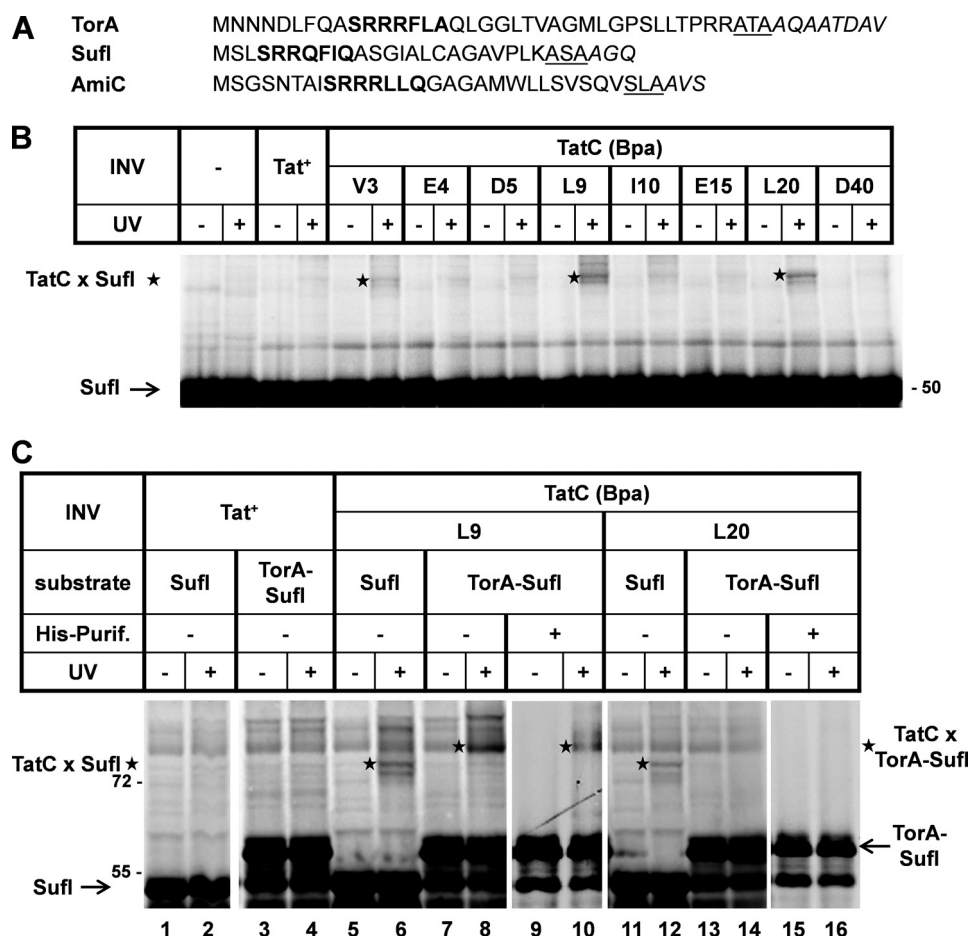 A
TorA MNNNDLFQASRRRFLAQLGGLTVAGMLGPSLLTPRRATAAQAATDAV
SufI MSLSRRQFIQASGIALCAGAVPLKASAAGQ
AmiC MSGSNTAISRRRLLQGAGAMWLLSVSQVSLAAVS
B
INV - Tat+ TatC (Bpa)
V3 E4 D5 L9 I10 E15 L20 D40
UV - + - + - + - + - + - + - + - + - + - +
TatC x SufI ★ ★ ★ ★
SufI → - 50
C
INV Tat+ TatC (Bpa)
L9 L20
substrate SufI TorA-SufI SufI TorA-SufI SufI TorA-SufI
His-Purif. - - - - + - - +
UV - + - + - + - + - + - + - + - +
TatC x SufI ★ ★ ★ ★ ★ ★ TatC x TorA-SufI
72 -
55 -
SufI → ← TorA-SufI
1 2 3 4 5 6 7 8 9 10 11 12 13 14 15 16